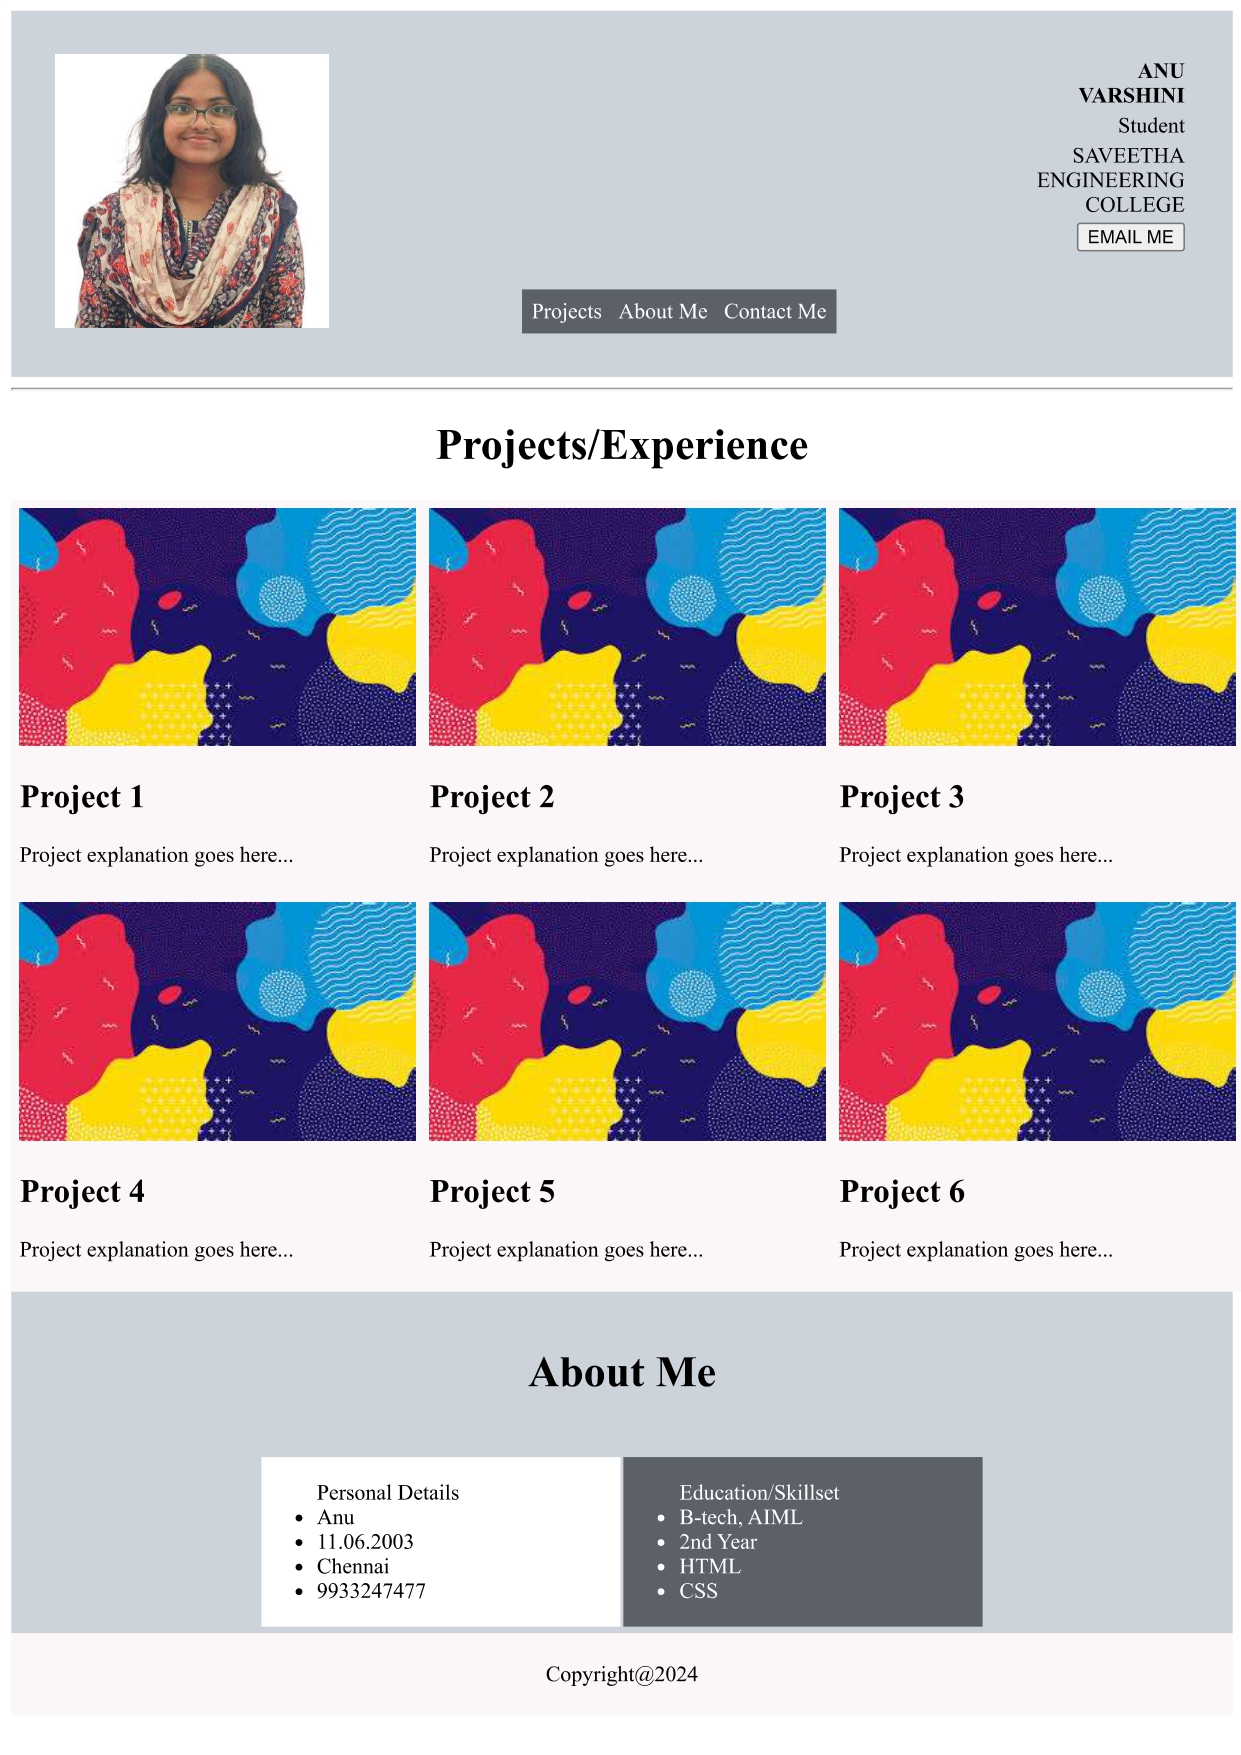 ANU
VARSHINI
Student
SAVEETHA
ENGINEERING
COLLEGE
EMAIL ME
Projects About Me Contact Me
Projects/Experience
Project 1
Project explanation goes here...
Project 2
Project explanation goes here...
Project 3
Project explanation goes here...
Project 4
Project explanation goes here...
Project 5
Project explanation goes here...
Project 6
Project explanation goes here...
About Me
Personal Details
Anu
11.06.2003
Chennai
9933247477
Education/Skillset
B-tech, AIML
2nd Year
HTML
CSS
Copyright@2024